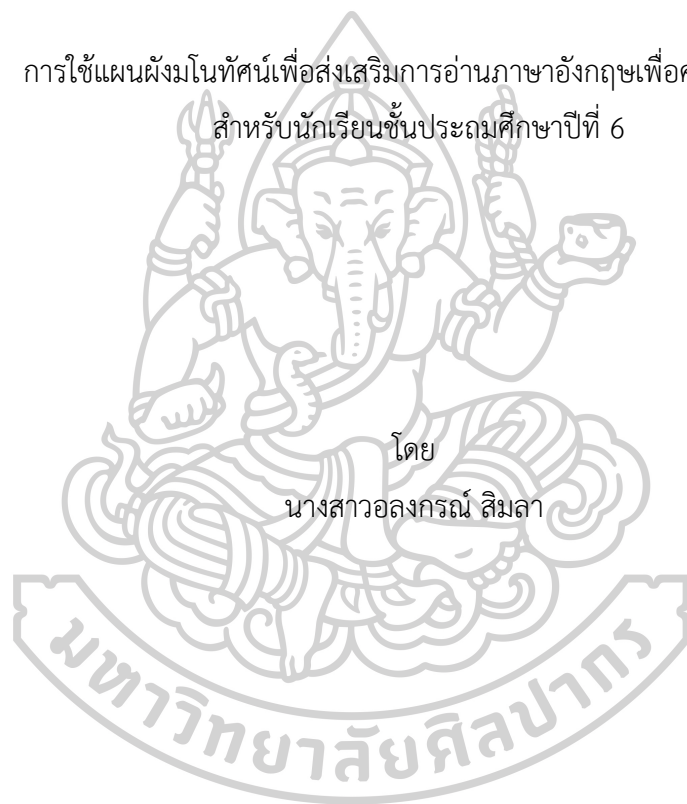 การใช้แผนผังมโนทัศน์เพื่อส่งเสริมการอ่านภาษาอังกฤษเพื่อ
สำหรับนักเรียนชั้นประถมศึกษาปีที่ 6
โดย
นางสาวอลงกรณ์ สิมลา
มหาวิทยาลัยศิลปากร